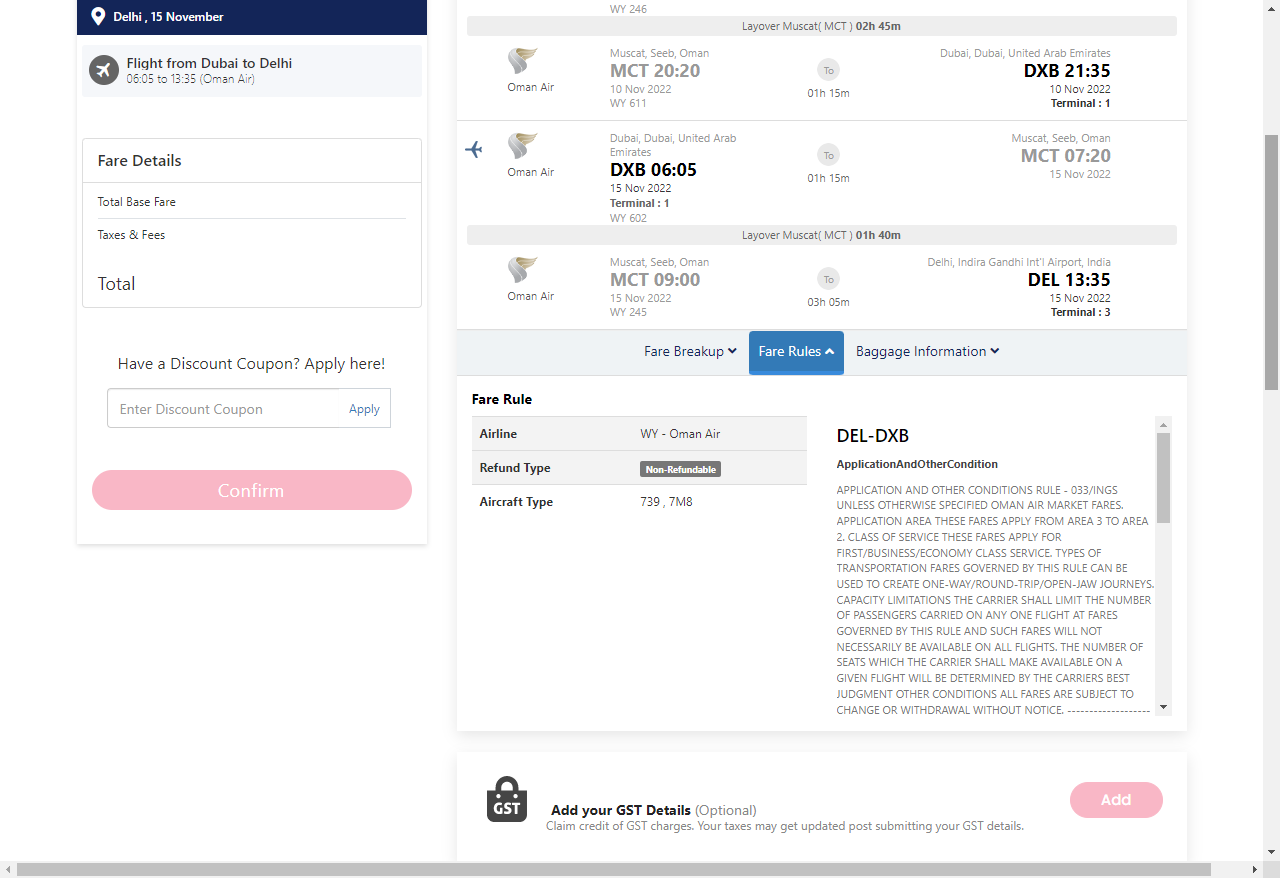 Delhi , 15 November
Flight from Dubai to Delhi
06:05 to 13:35 (Oman Air)
Fare Details
Total Base Fare
Taxes & Fees
Total
Have a Discount Coupon? Apply here!
Enter Discount Coupon
Apply
Confirm
WY 246
Layover Muscat( MCT ) 02h 45m
Oman Air
Muscat, Seeb, Oman
MCT 20:20
10 Nov 2022
WY 611
To
01h 15m
Dubai, Dubai, United Arab Emirates
DXB 21:35
10 Nov 2022
Terminal : 1
Oman Air
Dubai, Dubai, United Arab
Emirates
DXB 06:05
15 Nov 2022
Terminal : 1
WY 602
To
01h 15m
Muscat, Seeb, Oman
MCT 07:20
15 Nov 2022
Layover Muscat( MCT ) 01h 40m
Oman Air
Muscat, Seeb, Oman
MCT 09:00
15 Nov 2022
WY 245
To
03h 05m
Delhi, Indira Gandhi Int'l Airport, India
DEL 13:35
15 Nov 2022
Terminal : 3
Fare Breakup
Fare Rules
Baggage Information
Fare Rule
Airline WY - Oman Air
Refund Type Non-Refundable
Aircraft Type 739 , 7M8
DEL-DXB
ApplicationAndOtherCondition
APPLICATION AND OTHER CONDITIONS RULE - 033/INGS
UNLESS OTHERWISE SPECIFIED OMAN AIR MARKET FARES.
APPLICATION AREA THESE FARES APPLY FROM AREA 3 TO AREA
2. CLASS OF SERVICE THESE FARES APPLY FOR
FIRST/BUSINESS/ECONOMY CLASS SERVICE. TYPES OF
TRANSPORTATION FARES GOVERNED BY THIS RULE CAN BE
USED TO CREATE ONE-WAY/ROUND-TRIP/OPEN-JAW JOURNEYS.
CAPACITY LIMITATIONS THE CARRIER SHALL LIMIT THE NUMBER
OF PASSENGERS CARRIED ON ANY ONE FLIGHT AT FARES
GOVERNED BY THIS RULE AND SUCH FARES WILL NOT
NECESSARILY BE AVAILABLE ON ALL FLIGHTS. THE NUMBER OF
SEATS WHICH THE CARRIER SHALL MAKE AVAILABLE ON A
GIVEN FLIGHT WILL BE DETERMINED BY THE CARRIERS BEST
JUDGMENT OTHER CONDITIONS ALL FARES ARE SUBJECT TO
CHANGE OR WITHDRAWAL WITHOUT NOTICE. -------------------
GST
Add your GST Details (Optional)
Claim credit of GST charges. Your taxes may get updated post submitting your GST details.
Add